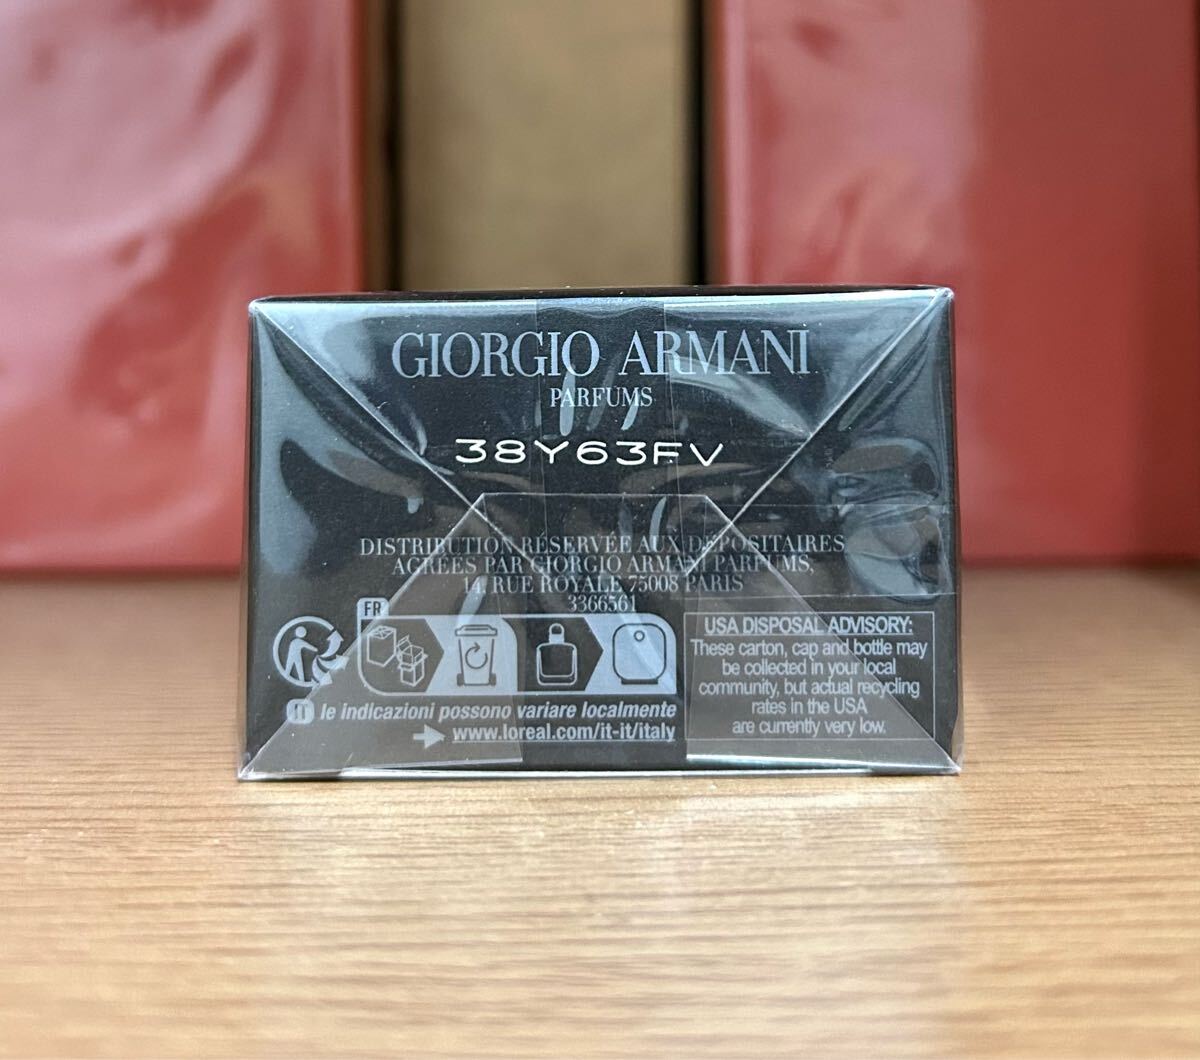 GIORGIO ARMANI
PARFUMS
38Y63FV
DISTRIBUTION RÉSERVÉE AUX DÉPOSITAIRES
AGRÉES PAR GIORGIO ARMANI PARFUMS,
14, RUE ROYALE 75008 PARIS
3366561
FR
IT le indicazioni possono variare localmente
www.loreal.com/it-it/italy
USA DISPOSAL ADVISORY:
These carton, cap and bottle may
be collected in your local
community, but actual recycling
rates in the USA
are currently very low.